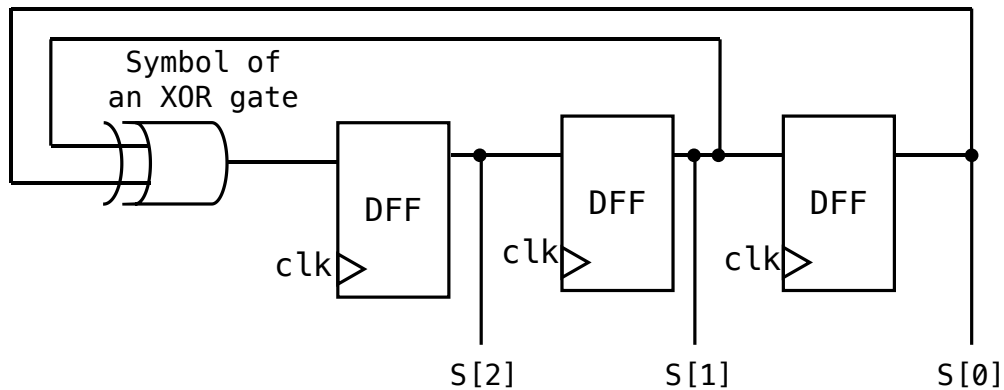 Symbol of
an XOR gate
DFF
clk
DFF
clk
DFF
clk
S[2]
S[1]
S[0]